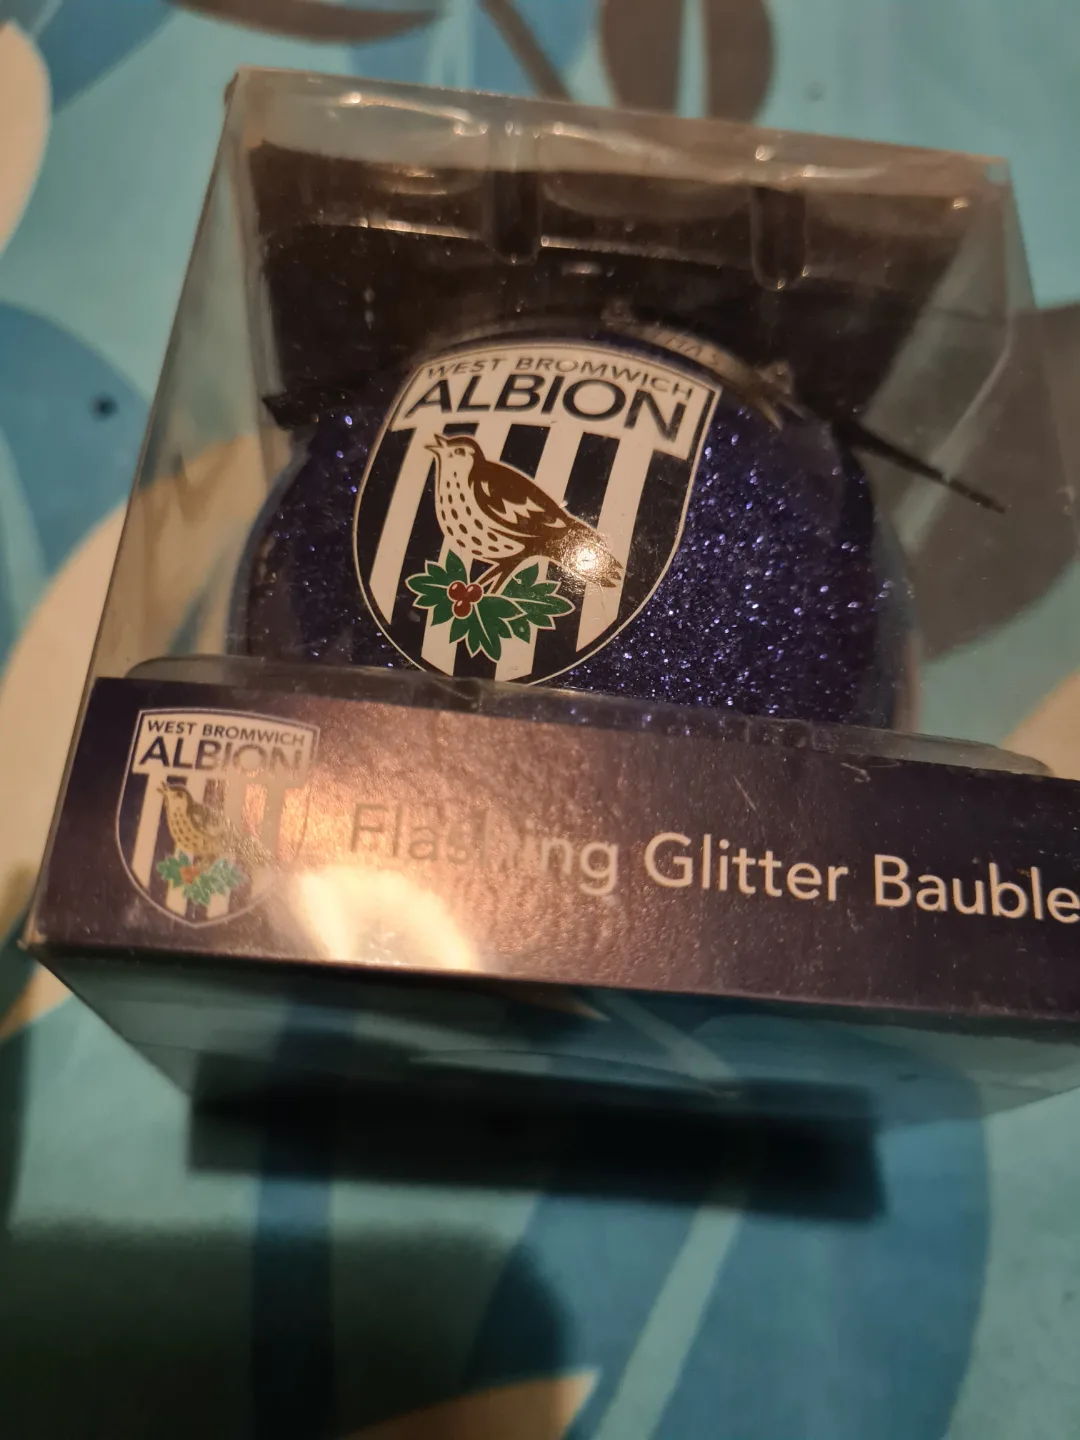 WEST BROMWICH
ALBION
WEST BROMWICH
ALBION
Flashing Glitter Bauble